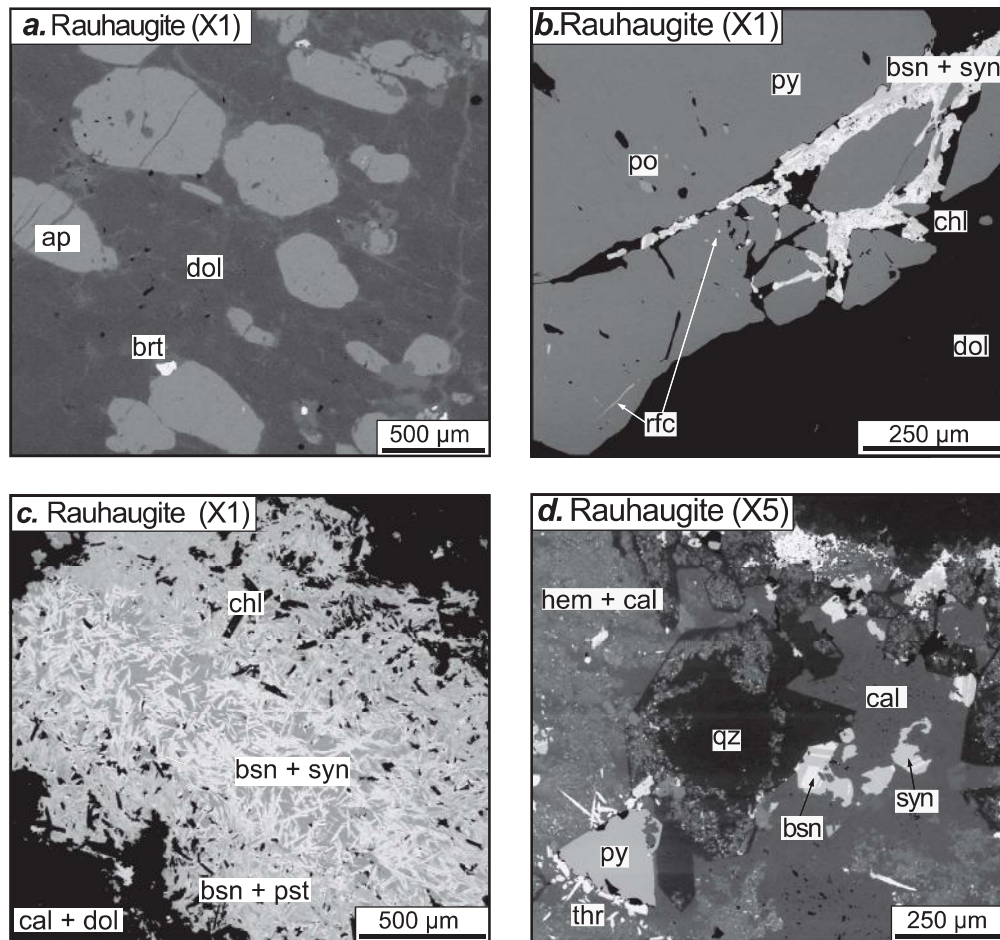 a. Rauhaugite (X1)
ap
dol
brt
500 µm
b.Rauhaugite (X1)
bsn + syn
py
po
chl
dol
rfc
250 µm
c. Rauhaugite (X1)
chl
bsn + syn
bsn + pst
cal + dol
500 µm
d. Rauhaugite (X5)
hem + cal
cal
qz
syn
bsn
py
thr
250 µm